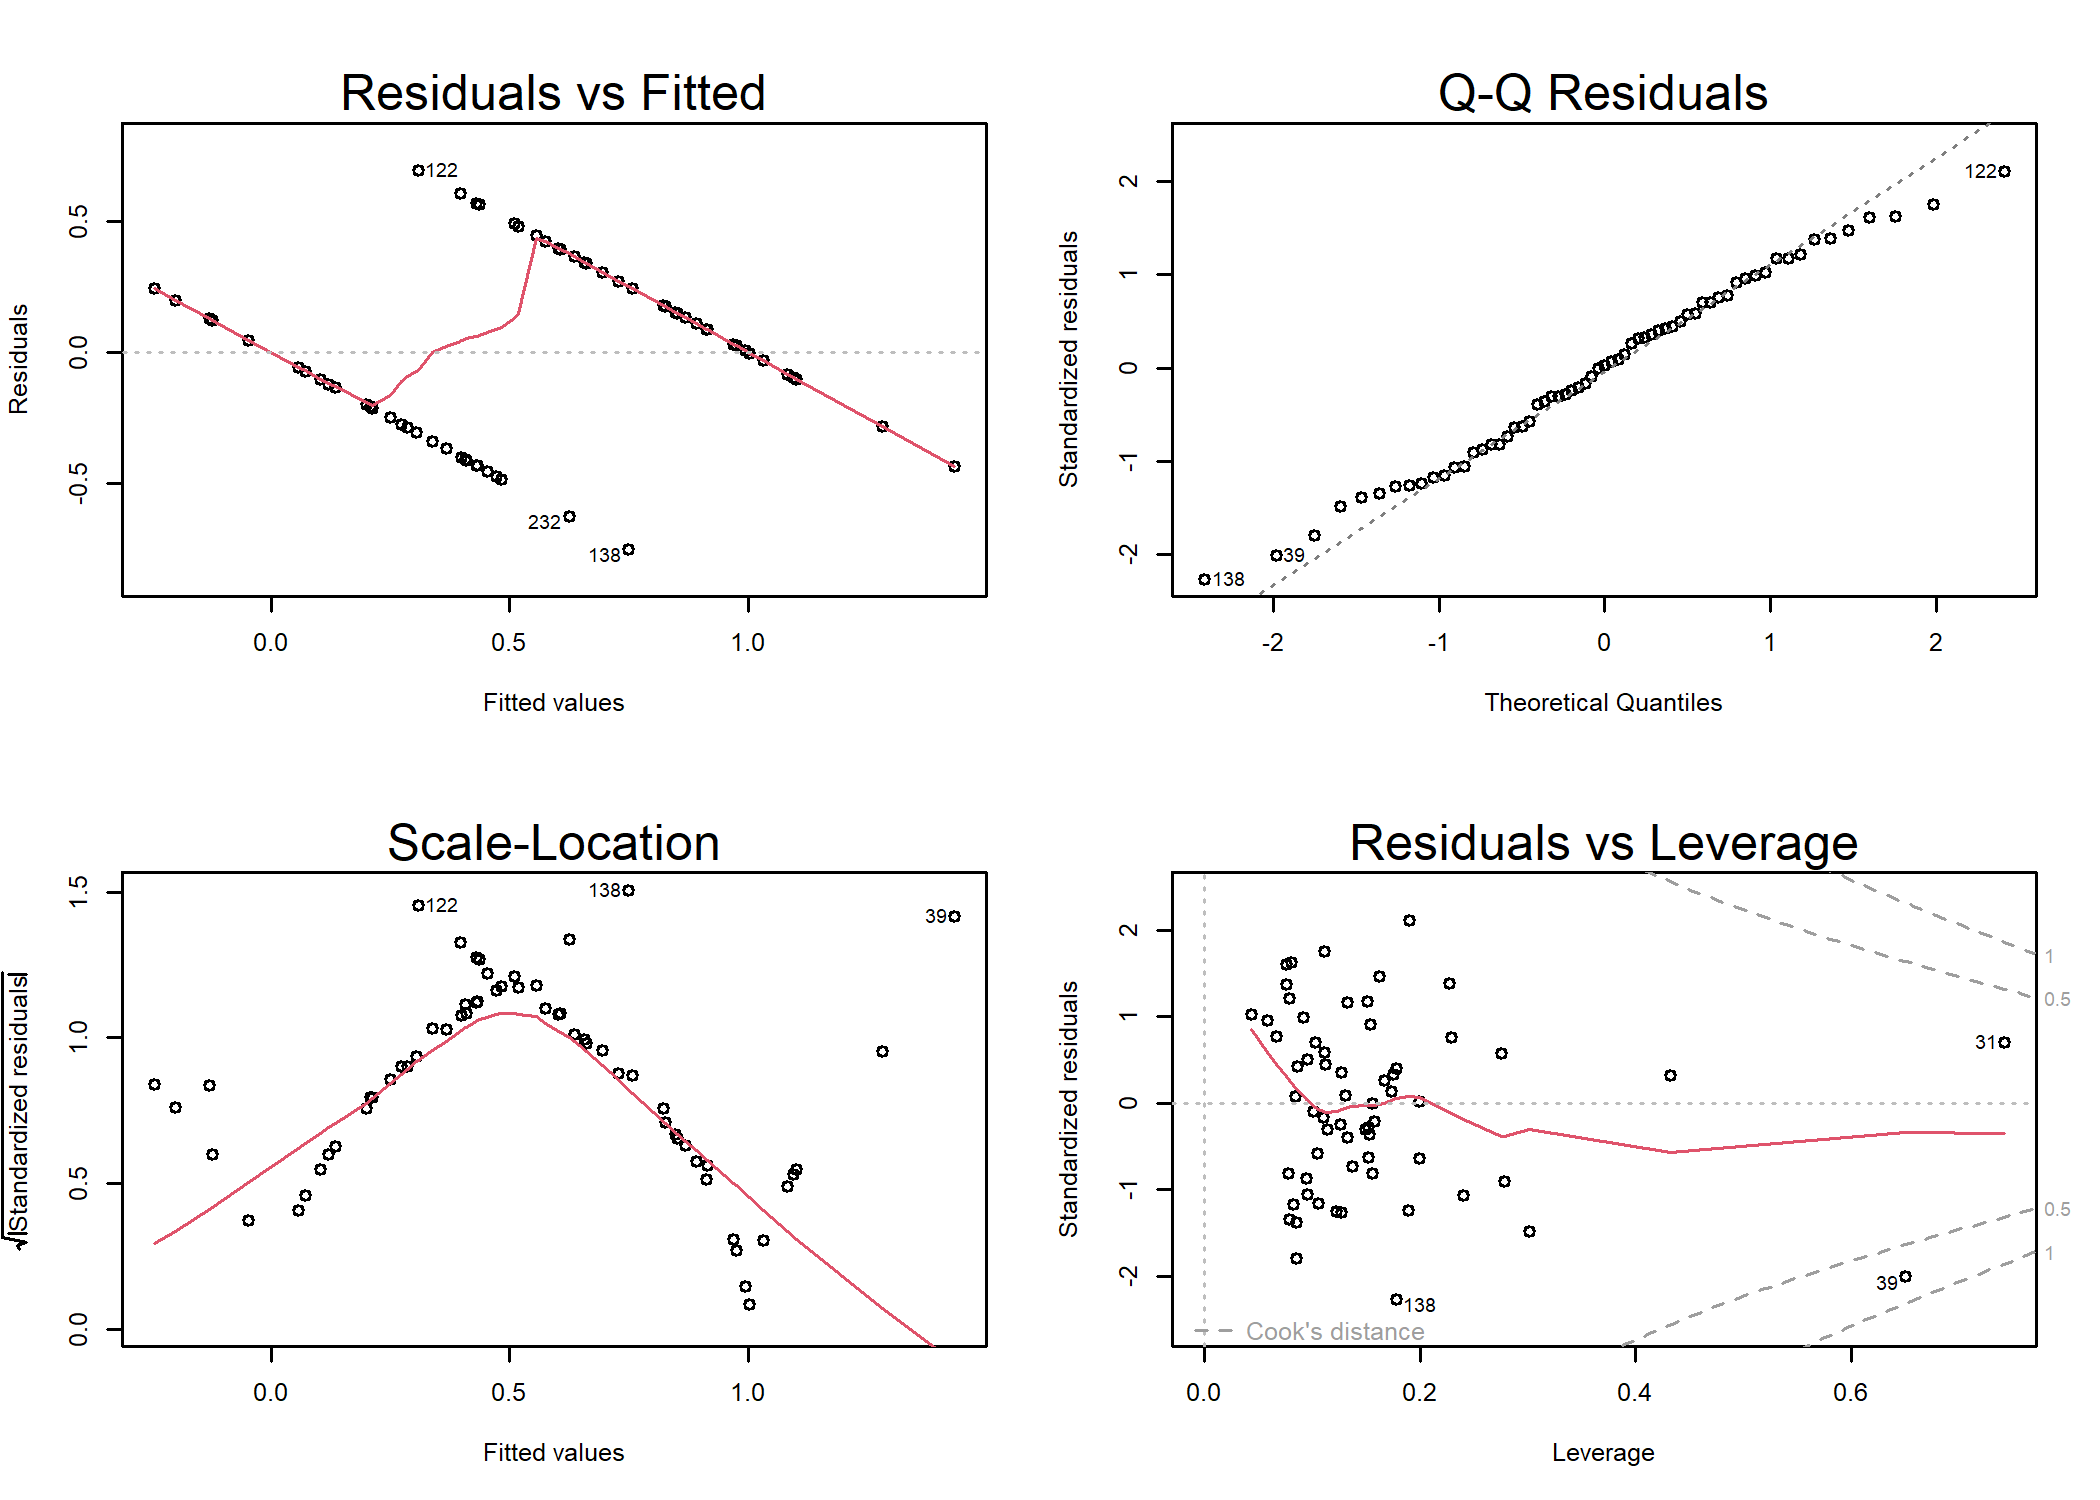 Residuals vs Fitted
Residuals
0.5
0.0
-0.5
122
232
138
0.0 0.5 1.0
Fitted values
Q-Q Residuals
Standardized residuals
2
1
0
-1
-2
122
39
138
-2 -1 0 1 2
Theoretical Quantiles
Scale-Location
√|Standardized residuals|
1.5
1.0
0.5
0.0
122
138
39
0.0 0.5 1.0
Fitted values
Residuals vs Leverage
Standardized residuals
2
1
0
-1
-2
1
0.5
31
0.5
1
39
138
Cook's distance
0.0 0.2 0.4 0.6
Leverage